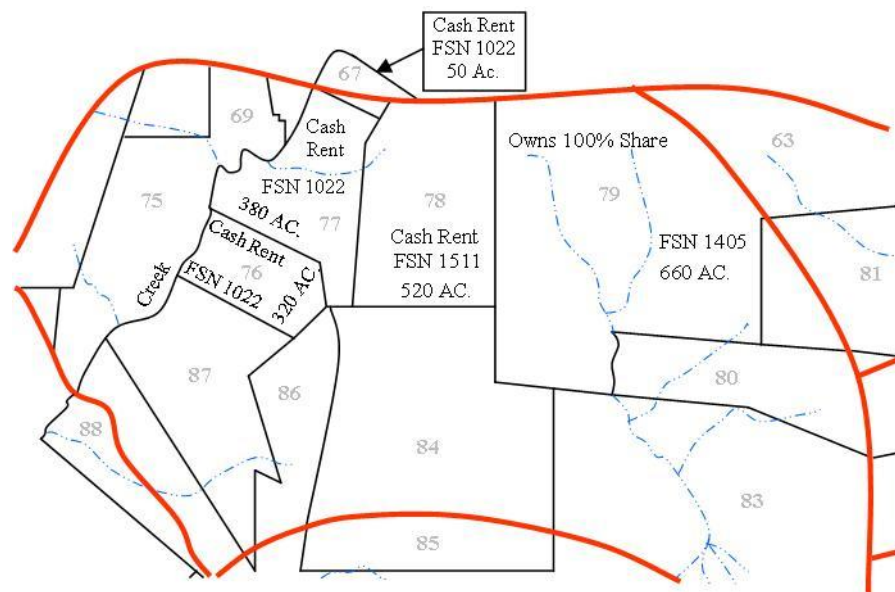 Cash Rent
FSN 1022
50 Ac.
67
69
Cash
Rent
FSN 1022
380 AC.
77
75
78
Cash Rent
FSN 1511
520 AC.
Owns 100% Share
79
FSN 1405
660 AC.
63
81
Cash Rent
76
FSN 1022
320 AC.
Creek
87
86
80
88
84
83
85